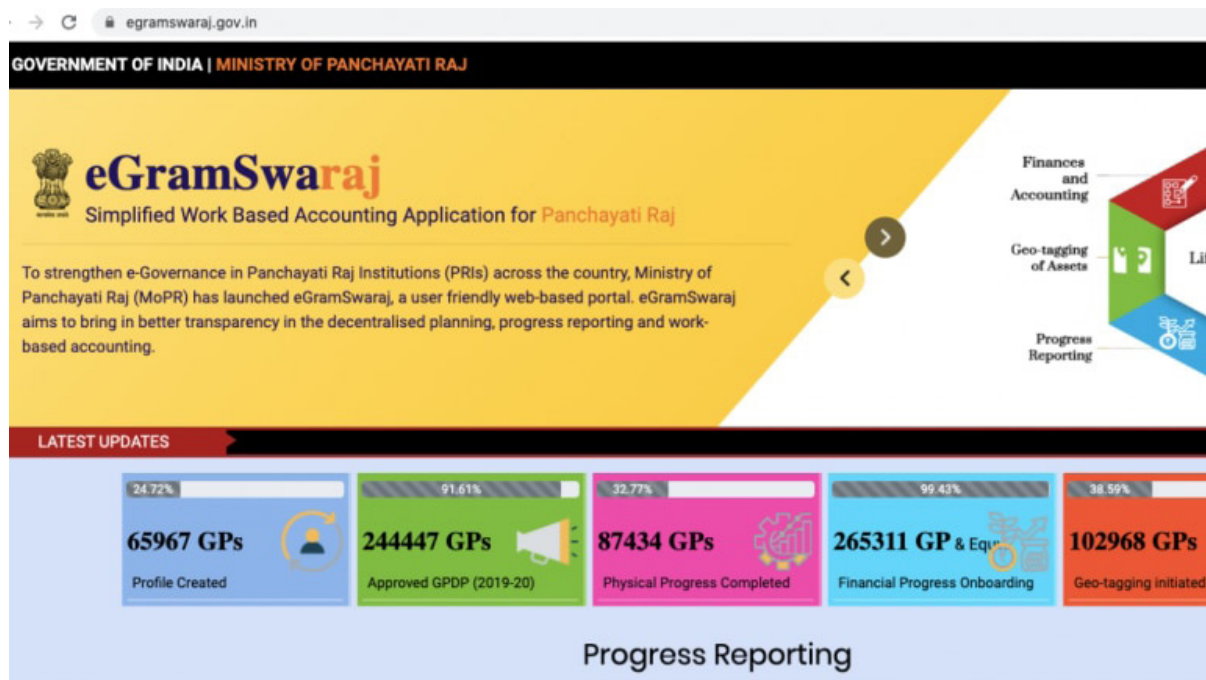 egramswaraj.gov.in
GOVERNMENT OF INDIA | MINISTRY OF PANCHAYATI RAJ
eGramSwaraj
Simplified Work Based Accounting Application for Panchayati Raj
To strengthen e-Governance in Panchayati Raj Institutions (PRIs) across the country, Ministry of
Panchayati Raj (MoPR) has launched eGramSwaraj, a user friendly web-based portal. eGramSwaraj
aims to bring in better transparency in the decentralised planning, progress reporting and work-
based accounting.
Finances
and
Accounting
Geo-tagging
of Assets
Progress
Reporting
LATEST UPDATES
24.72%
65967 GPs
Profile Created
91.61%
244447 GPs
Approved GPDP (2019-20)
32.77%
87434 GPs
Physical Progress Completed
99.43%
265311 GP & Equ
Financial Progress Onboarding
38.59%
102968 GPs
Geo-tagging initiated
Progress Reporting